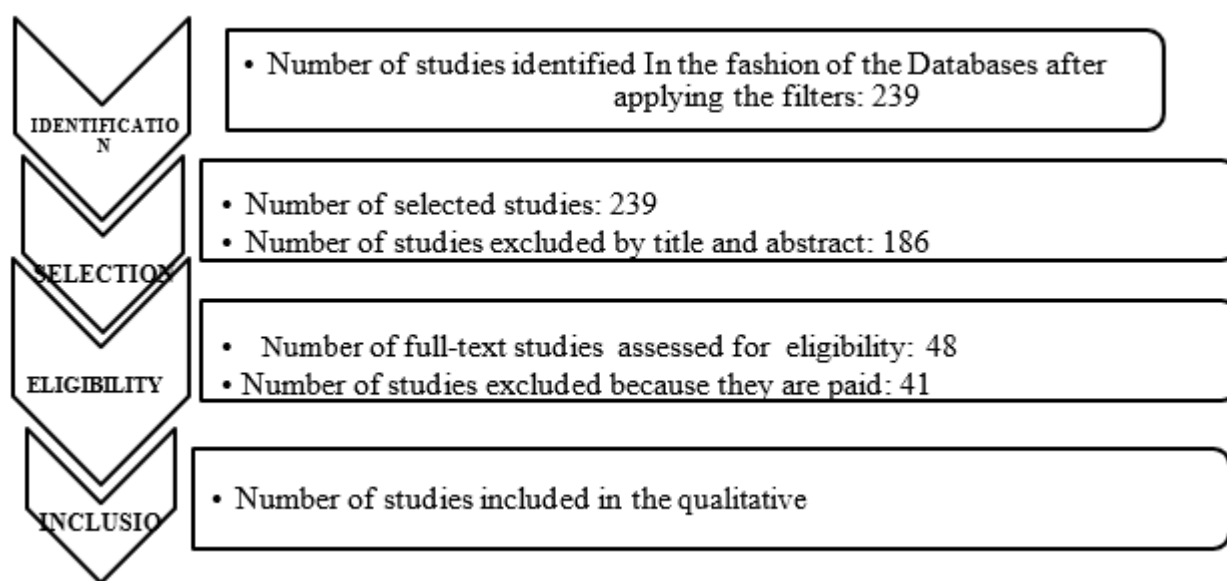 • Number of studies identified In the fashion of the Databases after
applying the filters: 239
IDENTIFICATIO
N
• Number of selected studies: 239
• Number of studies excluded by title and abstract: 186
SELECTION
• Number of full-text studies assessed for eligibility: 48
• Number of studies excluded because they are paid: 41
ELIGIBILITY
• Number of studies included in the qualitative
INCLUSIO